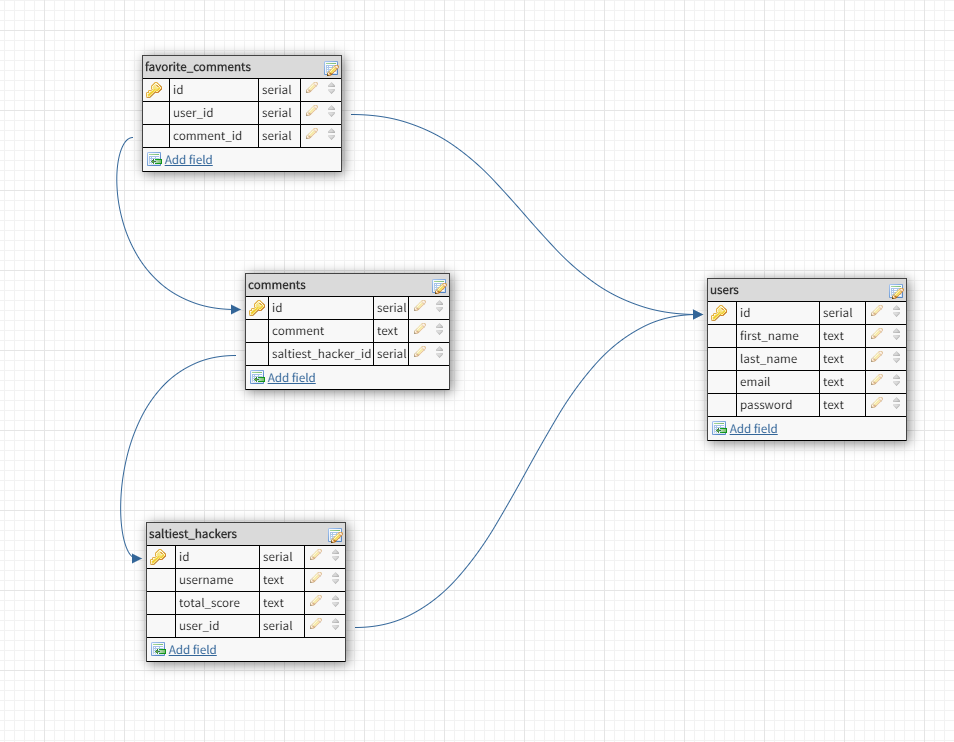 favorite_comments
id serial
user_id serial
comment_id serial
Add field
comments
id serial
comment text
saltiest_hacker_id serial
Add field
users
id serial
first_name text
last_name text
email text
password text
Add field
saltiest_hackers
id serial
username text
total_score text
user_id serial
Add field